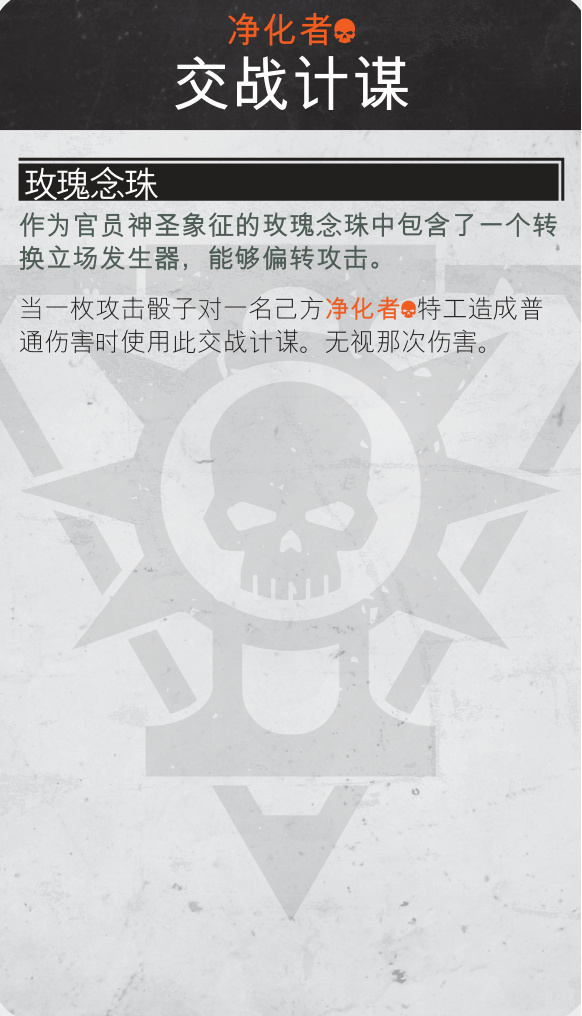 净化者
交战计谋
玫瑰念珠
作为官员神圣象征的玫瑰念珠中包含了一个转
换立场发生器，能够偏转攻击。
当一枚攻击骰子对一名己方净化者特工造成普
通伤害时使用此交战计谋。无视那次伤害。